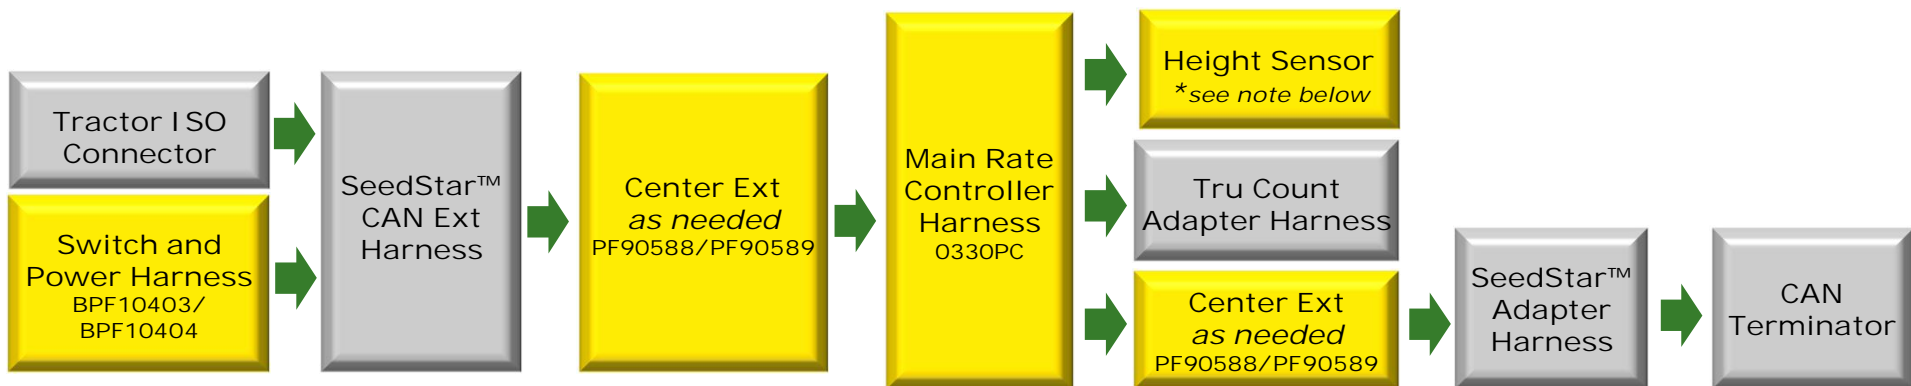 Tractor ISO
Connector
Switch and
Power Harness
BPF10403/
BPF10404
SeedStar™
CAN Ext
Harness
Center Ext
as needed
PF90588/PF90589
Main Rate
Controller
Harness
0330PC
Height Sensor
*see note below
Tru Count
Adapter Harness
Center Ext
as needed
PF90588/PF90589
SeedStar™
Adapter
Harness
CAN
Terminator